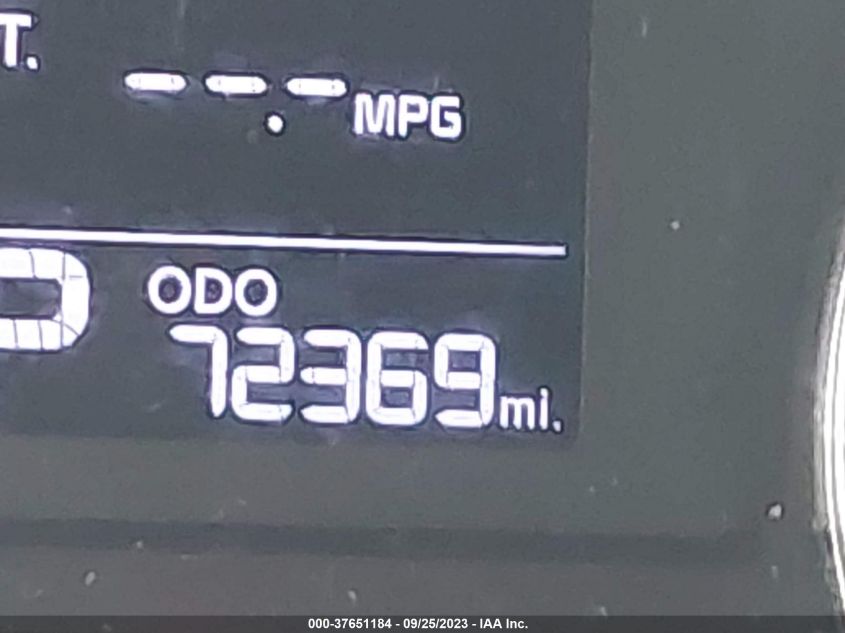 T.
--.- MPG
ODO
72369 mi.
000-37651184 - 09/25/2023 - IAA Inc.